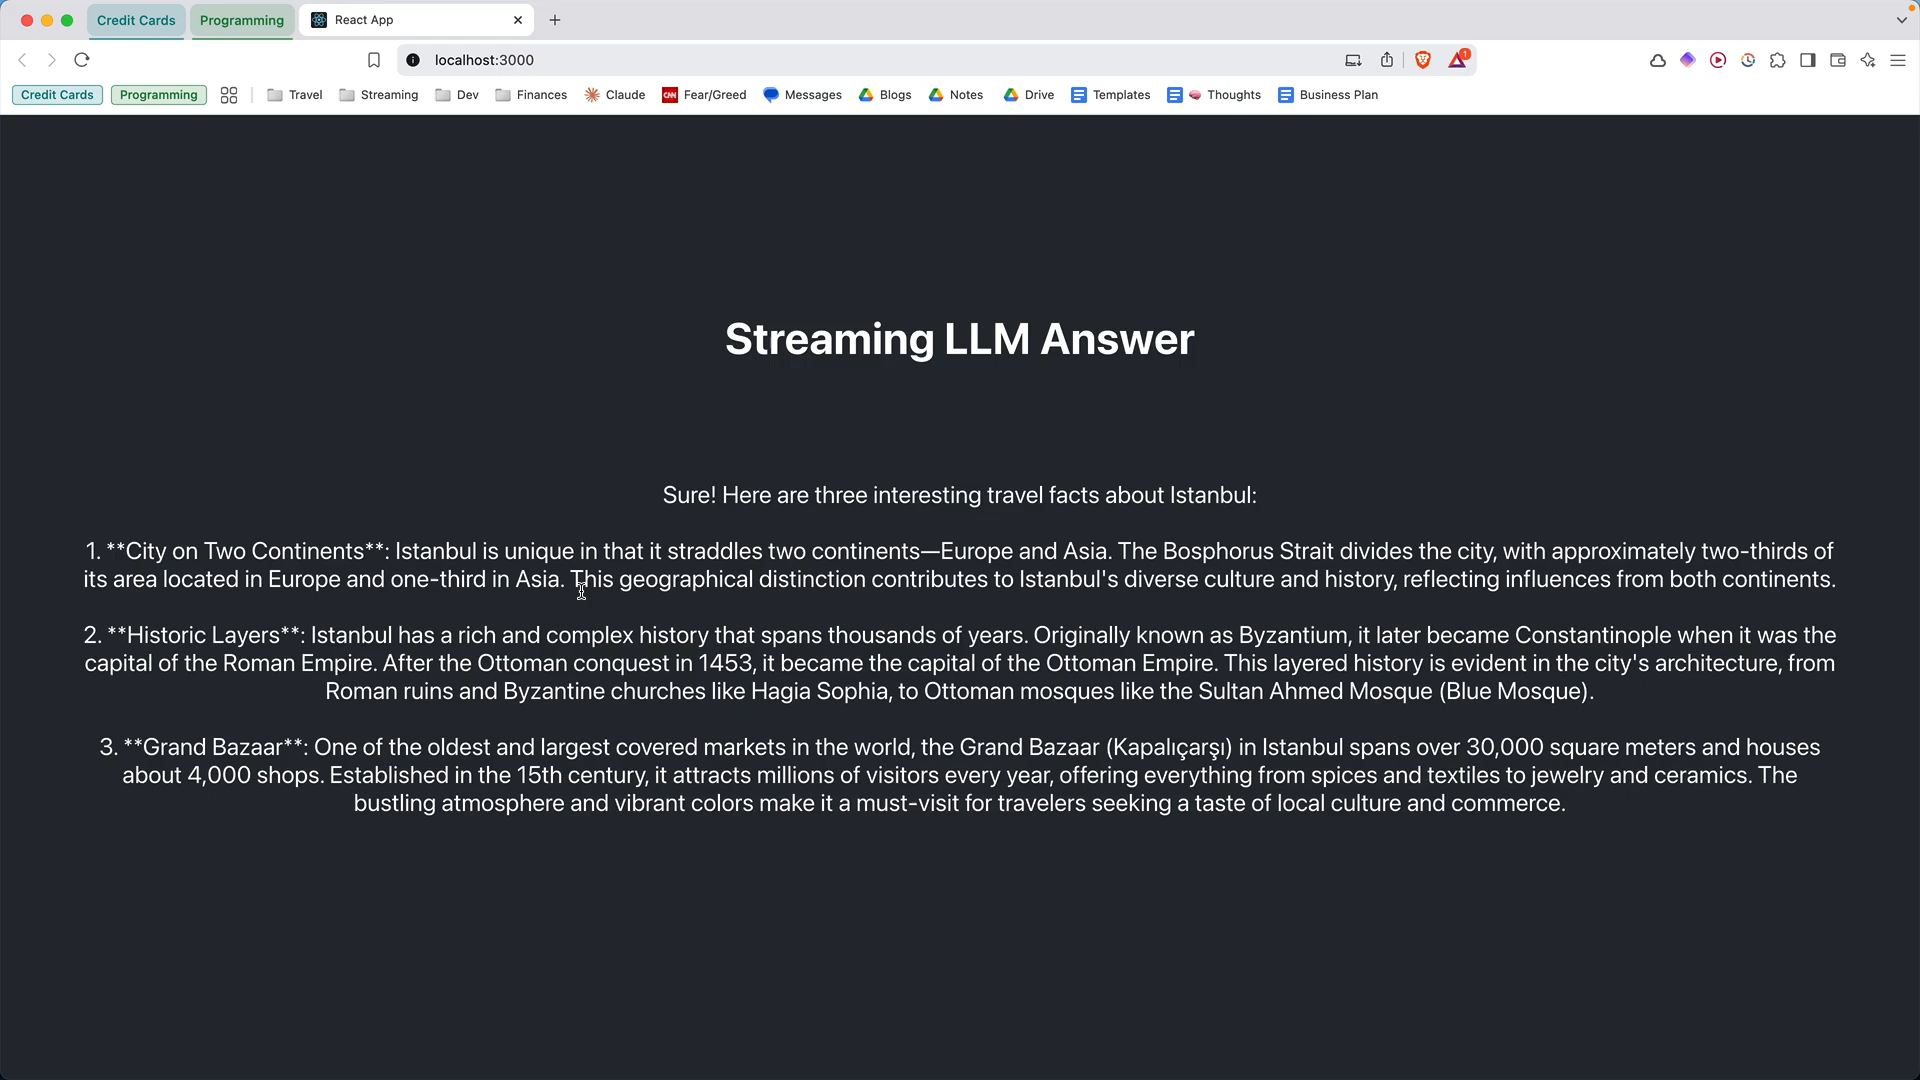 Credit Cards Programming React App
localhost:3000
1
Credit Cards Programming Travel Streaming Dev Finances Claude CNN Fear/Greed Messages Blogs Notes Drive Templates Thoughts Business Plan
Streaming LLM Answer
Sure! Here are three interesting travel facts about Istanbul:
1. **City on Two Continents**: Istanbul is unique in that it straddles two continents—Europe and Asia. The Bosphorus Strait divides the city, with approximately two-thirds of
its area located in Europe and one-third in Asia. This geographical distinction contributes to Istanbul's diverse culture and history, reflecting influences from both continents.
2. **Historic Layers**: Istanbul has a rich and complex history that spans thousands of years. Originally known as Byzantium, it later became Constantinople when it was the
capital of the Roman Empire. After the Ottoman conquest in 1453, it became the capital of the Ottoman Empire. This layered history is evident in the city's architecture, from
Roman ruins and Byzantine churches like Hagia Sophia, to Ottoman mosques like the Sultan Ahmed Mosque (Blue Mosque).
3. **Grand Bazaar**: One of the oldest and largest covered markets in the world, the Grand Bazaar (Kapalıçarşı) in Istanbul spans over 30,000 square meters and houses
about 4,000 shops. Established in the 15th century, it attracts millions of visitors every year, offering everything from spices and textiles to jewelry and ceramics. The
bustling atmosphere and vibrant colors make it a must-visit for travelers seeking a taste of local culture and commerce.